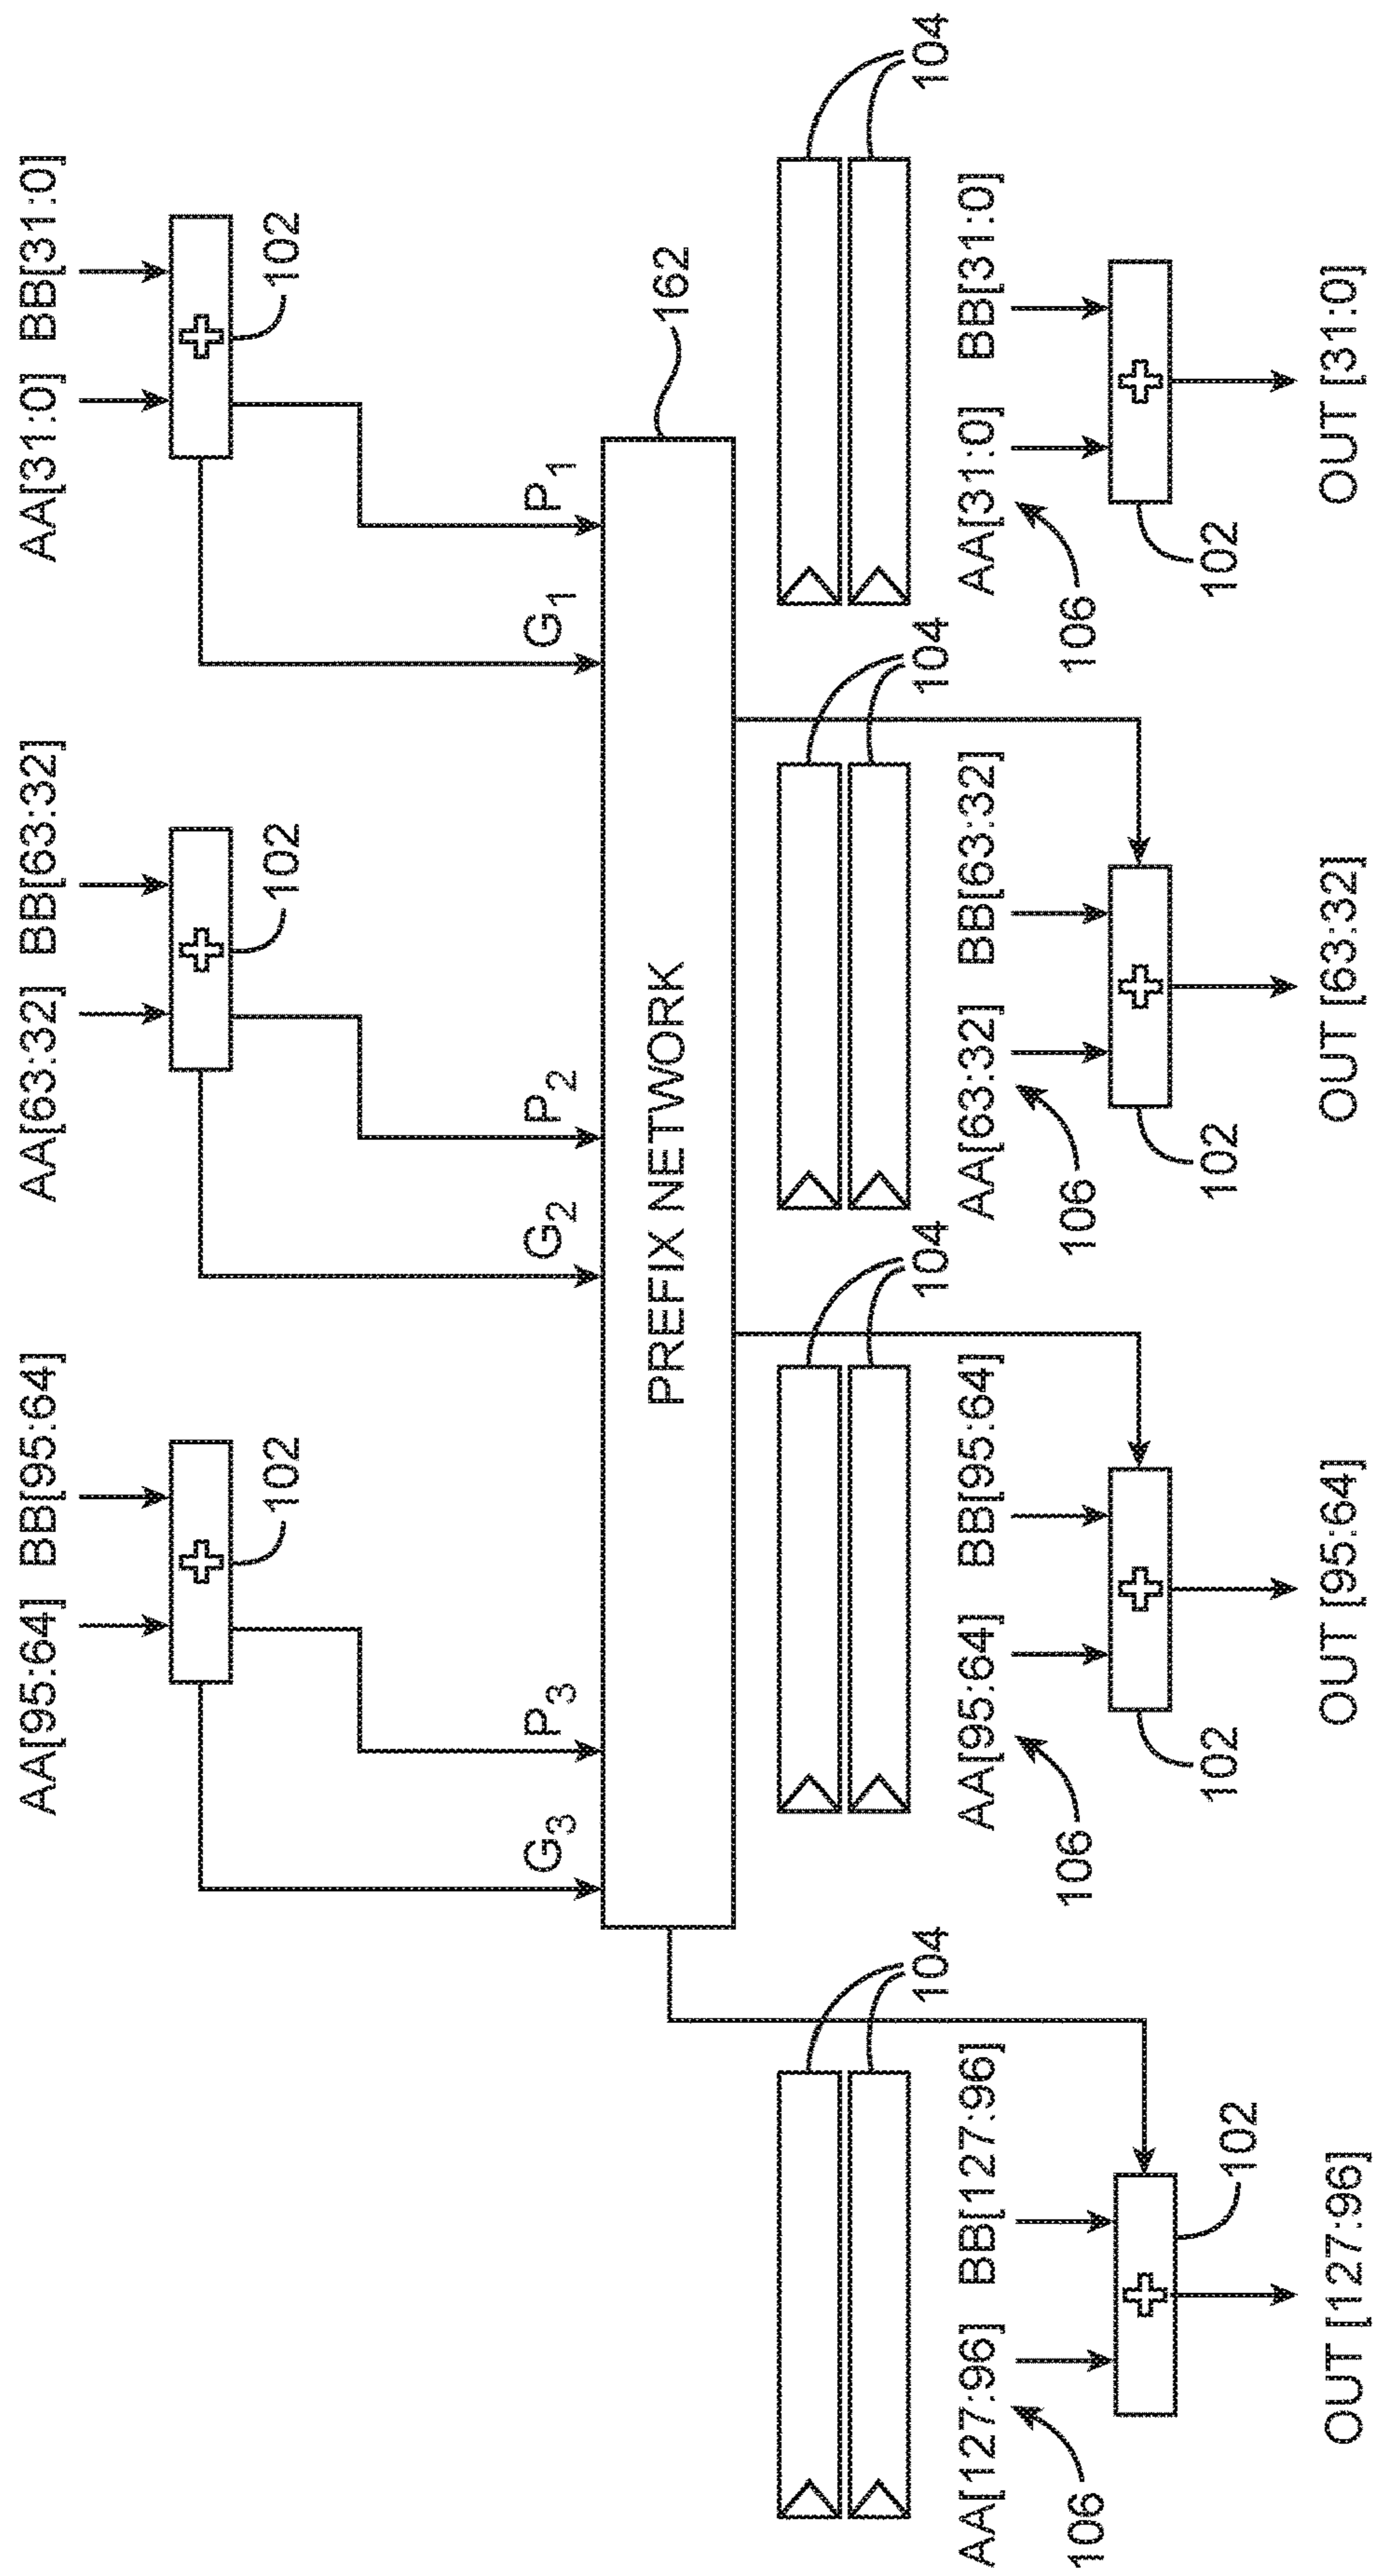 AA[95:64] BB[95:64] AA[63:32] BB[63:32] AA[31:0] BB[31:0]
102 102 102
G3 P3 G2 P2 G1 P1
PREFIX NETWORK 162
104 104 104 104
AA[127:96] BB[127:96] AA[95:64] BB[95:64] AA[63:32] BB[63:32] AA[31:0] BB[31:0]
106 106 106 106
102 102 102 102
OUT [127:96] OUT [95:64] OUT [63:32] OUT [31:0]